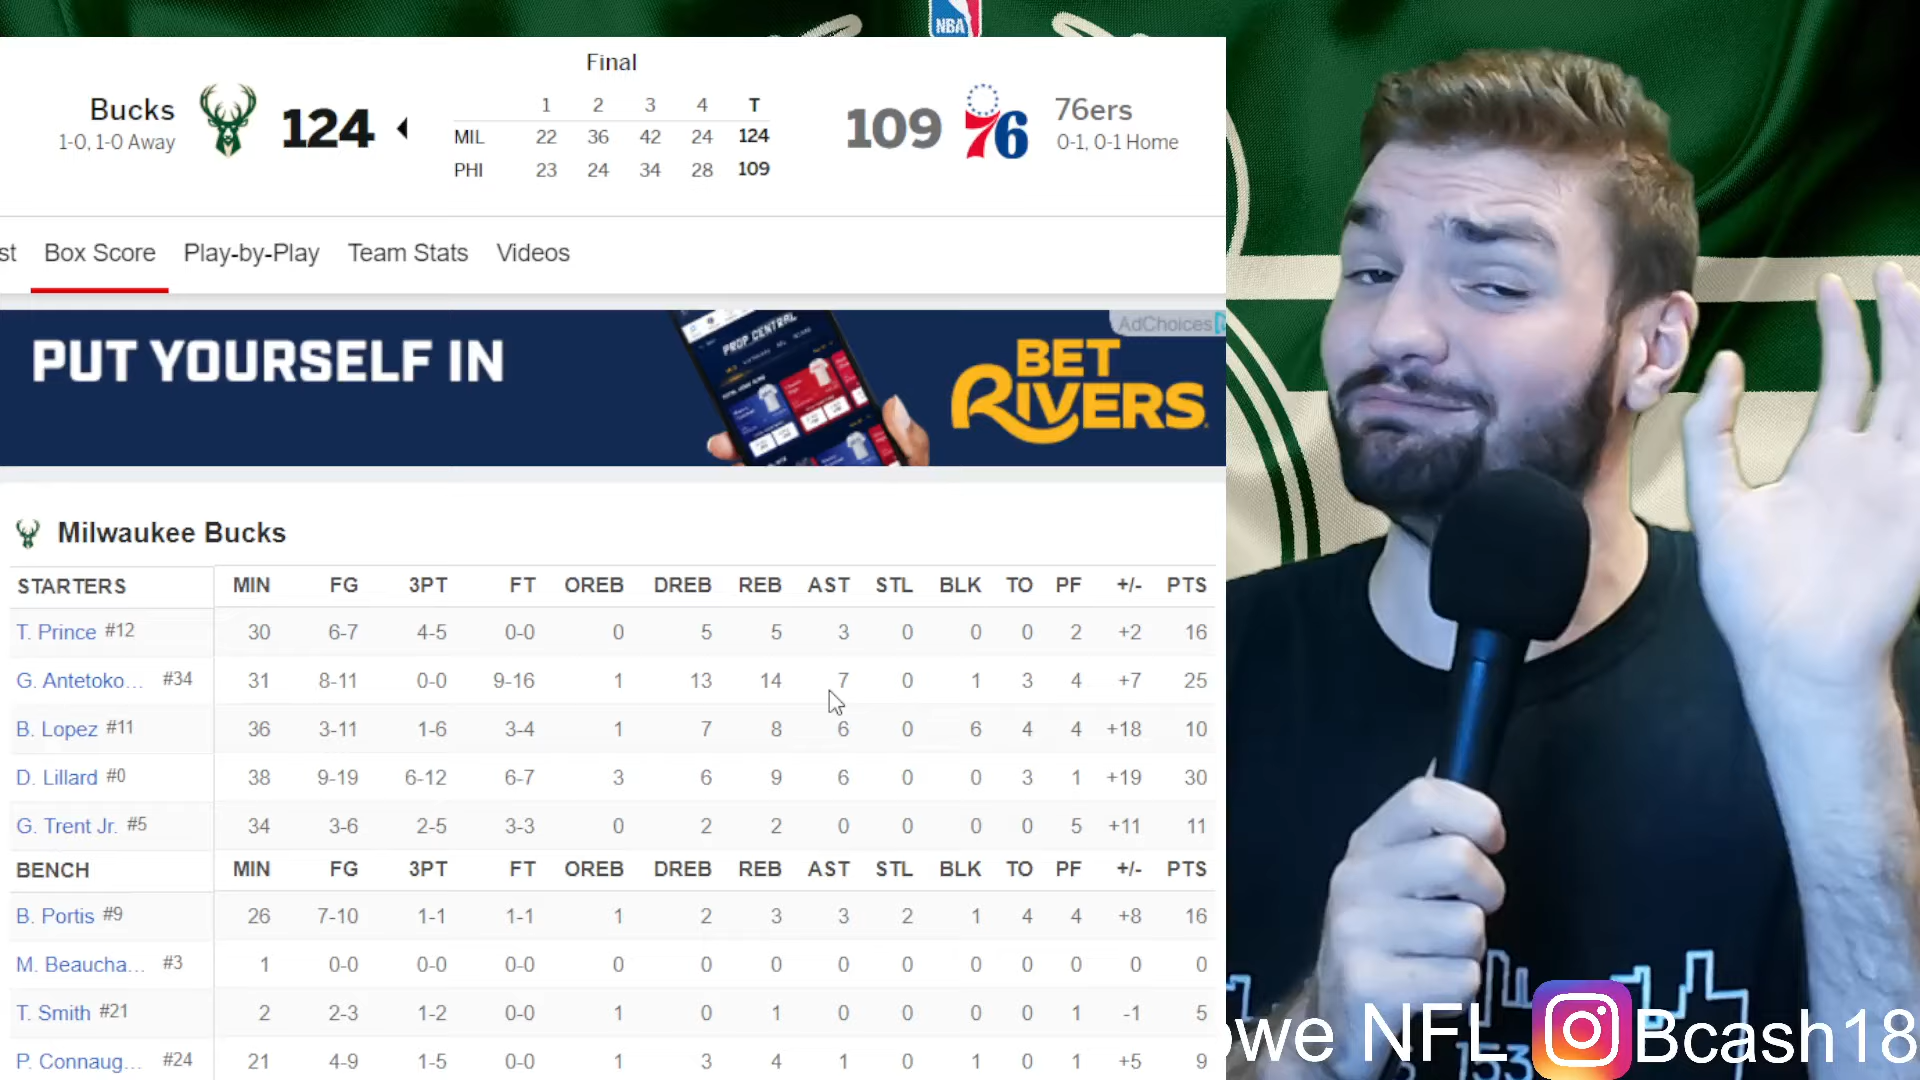 NBA
Final
Bucks
1-0, 1-0 Away
124
1 2 3 4 T
MIL 22 36 42 24 124
PHI 23 24 34 28 109
109
76
76ers
0-1, 0-1 Home
st Box Score Play-by-Play Team Stats Videos
PUT YOURSELF IN
PROP CENTRAL
BET
RIVERS
AdChoices
Milwaukee Bucks
STARTERS MIN FG 3PT FT OREB DREB REB AST STL BLK TO PF +/- PTS
T. Prince #12 30 6-7 4-5 0-0 0 5 5 3 0 0 0 2 +2 16
G. Antetoko... #34 31 8-11 0-0 9-16 1 13 14 7 0 1 3 4 +7 25
B. Lopez #11 36 3-11 1-6 3-4 1 7 8 6 0 6 4 4 +18 10
D. Lillard #0 38 9-19 6-12 6-7 3 6 9 6 0 0 3 1 +19 30
G. Trent Jr. #5 34 3-6 2-5 3-3 0 2 2 0 0 0 0 5 +11 11
BENCH MIN FG 3PT FT OREB DREB REB AST STL BLK TO PF +/- PTS
B. Portis #9 26 7-10 1-1 1-1 1 2 3 3 2 1 4 4 +8 16
M. Beaucha... #3 1 0-0 0-0 0-0 0 0 0 0 0 0 0 0 0 0
T. Smith #21 2 2-3 1-2 0-0 1 0 1 0 0 0 0 1 -1 5
P. Connaug... #24 21 4-9 1-5 0-0 1 3 4 1 0 1 0 1 +5 9
owe NFL Bcash18
153